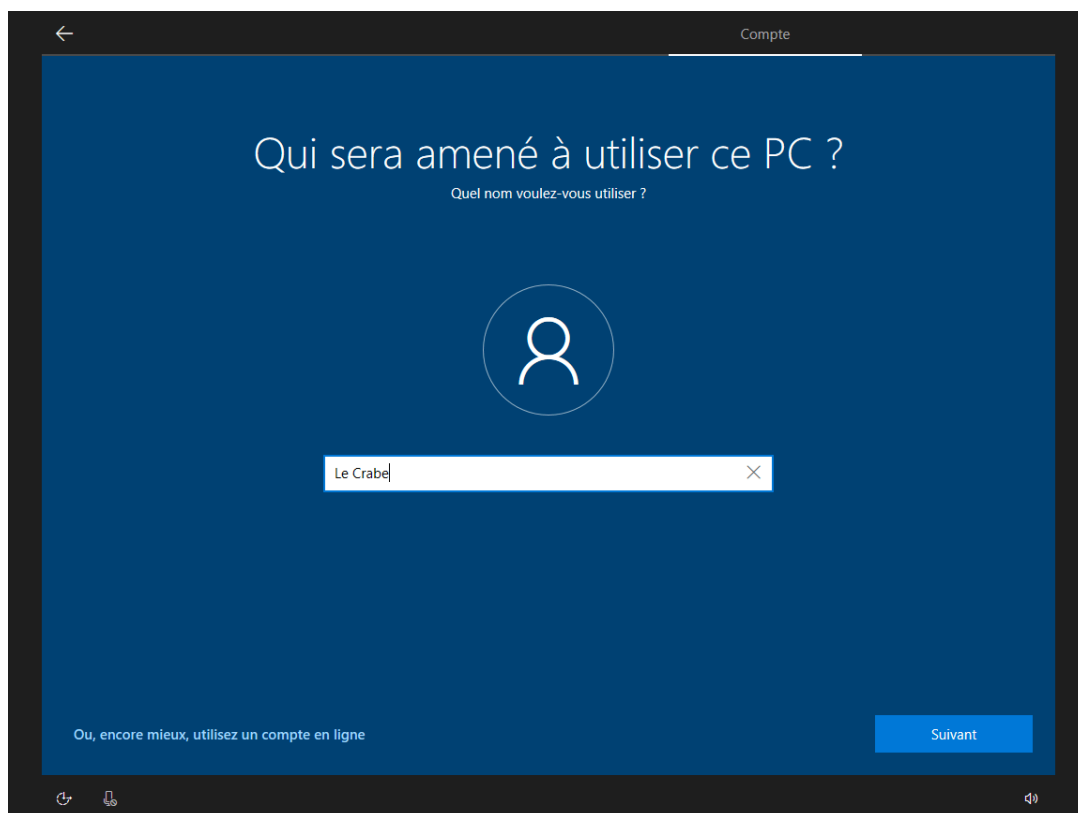 Compte
Qui sera amené à utiliser ce PC ?
Quel nom voulez-vous utiliser ?
Le Crabe
Ou, encore mieux, utilisez un compte en ligne
Suivant